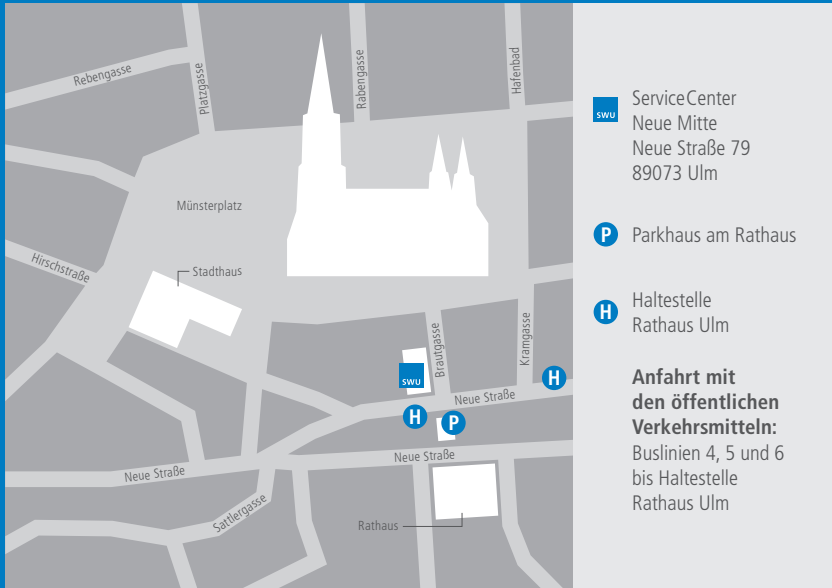 Rebengasse
Platzgasse
Rabengasse
Hafenbad
Münsterplatz
Hirschstraße
Stadthaus
Brautgasse
Kramgasse
SWU
H
H
P
Neue Straße
Neue Straße
Neue Straße
Sattlergasse
Rathaus
SWU
ServiceCenter
Neue Mitte
Neue Straße 79
89073 Ulm
P
Parkhaus am Rathaus
H
Haltestelle
Rathaus Ulm
Anfahrt mit
den öffentlichen
Verkehrsmitteln:
Buslinien 4, 5 und 6
bis Haltestelle
Rathaus Ulm